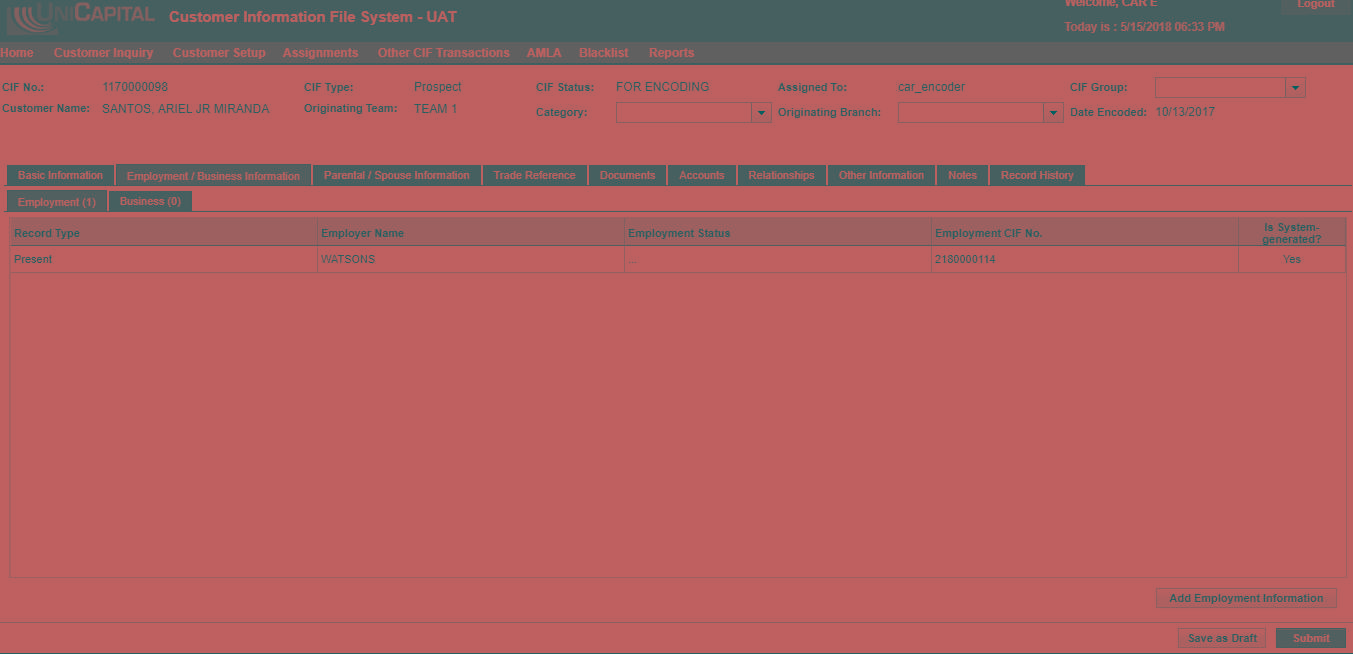 UNICAPITAL Customer Information File System - UAT
Welcome, CAR E
Logout
Today is : 5/15/2018 06:33 PM
Home Customer Inquiry Customer Setup Assignments Other CIF Transactions AMLA Blacklist Reports
CIF No.: 1170000098 CIF Type: Prospect CIF Status: FOR ENCODING Assigned To: car_encoder CIF Group:
Customer Name: SANTOS, ARIEL JR MIRANDA Originating Team: TEAM 1 Category: Originating Branch: Date Encoded: 10/13/2017
Basic Information Employment / Business Information Parental / Spouse Information Trade Reference Documents Accounts Relationships Other Information Notes Record History
Employment (1) Business (0)
Record Type Employer Name Employment Status Employment CIF No. Is System-
generated?
Present WATSONS ... 2180000114 Yes
Add Employment Information
Save as Draft Submit